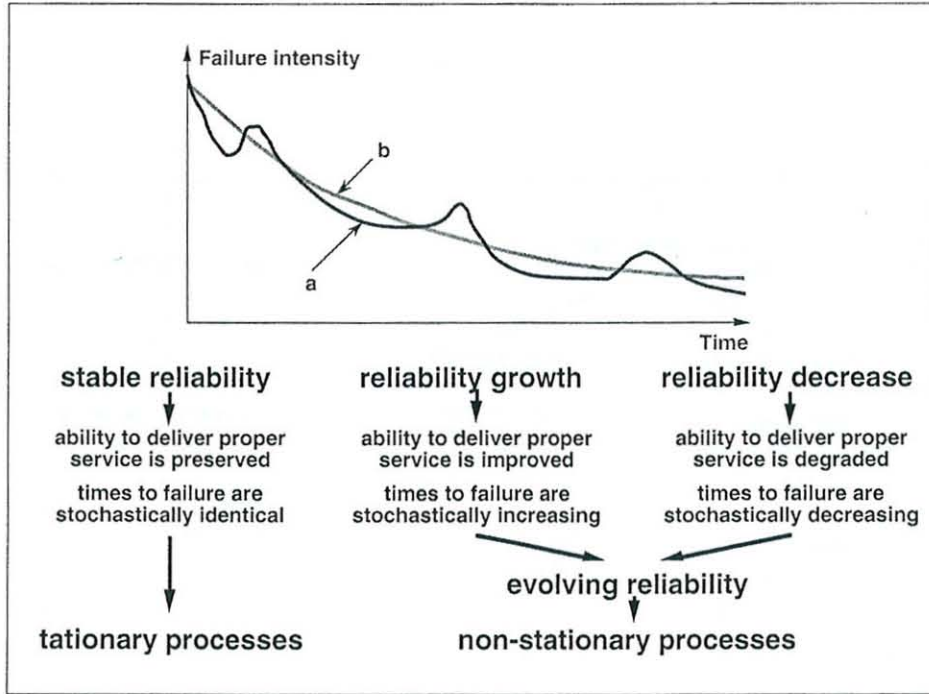 Failure intensity
b
a
Time
stable reliability
reliability growth
reliability decrease
ability to deliver proper
service is preserved
ability to deliver proper
service is improved
ability to deliver proper
service is degraded
times to failure are
stochastically identical
times to failure are
stochastically increasing
times to failure are
stochastically decreasing
evolving reliability
tationary processes
non-stationary processes